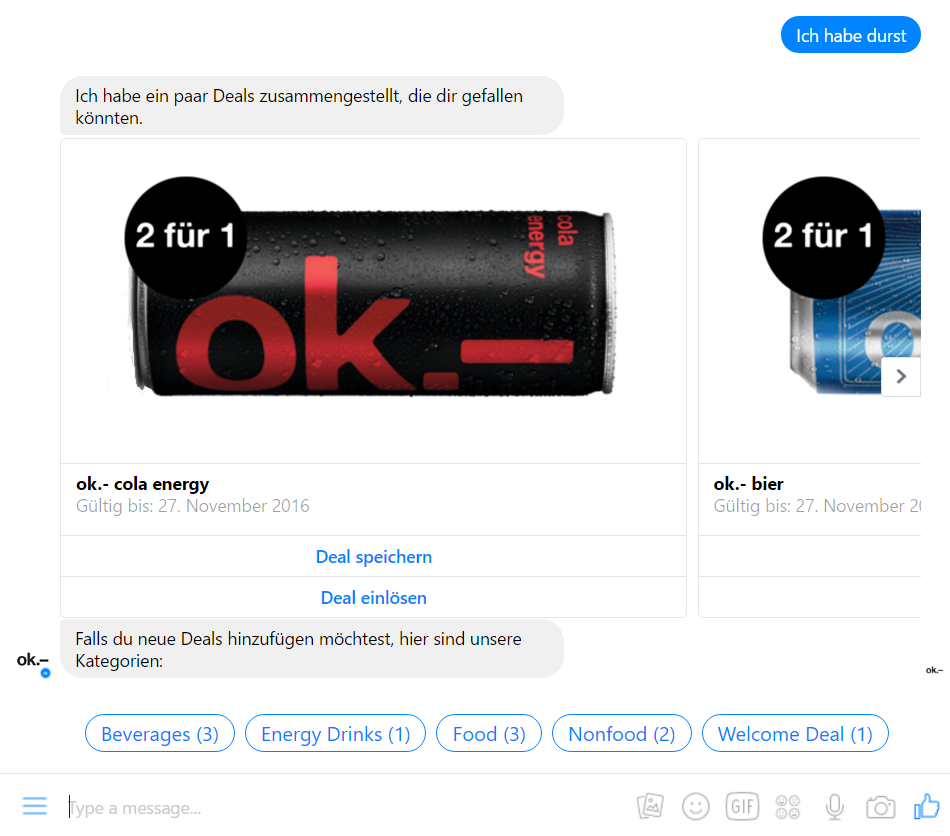 Ich habe durst
Ich habe ein paar Deals zusammengestellt, die dir gefallen
könnten.
2 für 1
cola
energy
ok.–
2 für 1
ok.- cola energy
Gültig bis: 27. November 2016
Deal speichern
Deal einlösen
ok.- bier
Gültig bis: 27. November
Falls du neue Deals hinzufügen möchtest, hier sind unsere
Kategorien:
ok.–
ok.–
Beverages (3)
Energy Drinks (1)
Food (3)
Nonfood (2)
Welcome Deal (1)
Type a message...
GIF